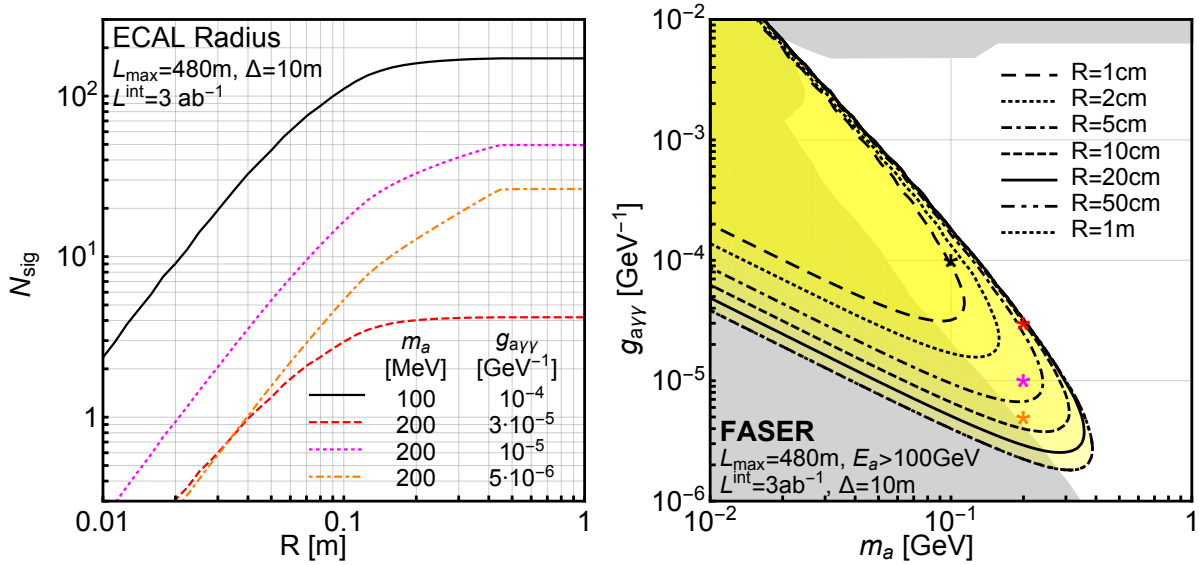 ECAL Radius
L_max=480m, Δ=10m
L^int=3 ab⁻¹
10²
10¹
1
N_sig
m_a g_aγγ
[MeV] [GeV⁻¹]
100 10⁻⁴
200 3·10⁻⁵
200 10⁻⁵
200 5·10⁻⁶
0.01 0.1 1
R [m]
10⁻²
10⁻³
10⁻⁴
10⁻⁵
10⁻⁶
g_aγγ [GeV⁻¹]
R=1cm
R=2cm
R=5cm
R=10cm
R=20cm
R=50cm
R=1m
FASER
L_max=480m, E_a>100GeV
L^int=3ab⁻¹, Δ=10m
10⁻² 10⁻¹ 1
m_a [GeV]